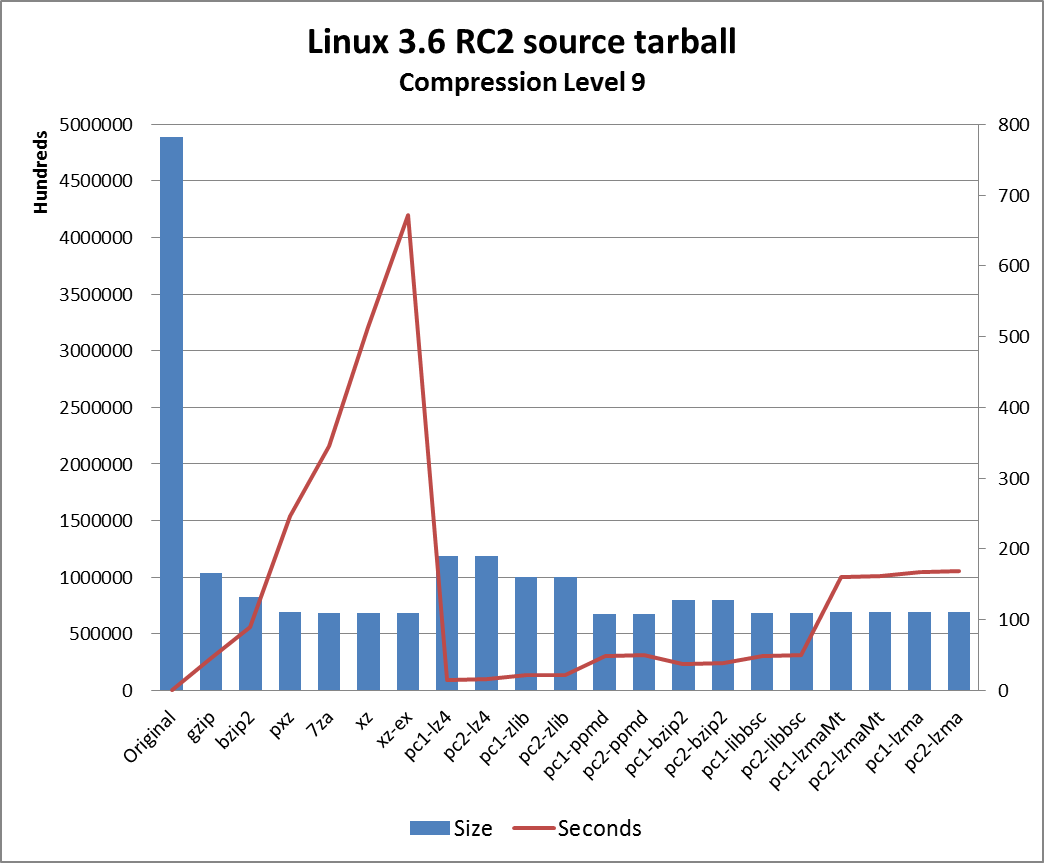 Linux 3.6 RC2 source tarball
Compression Level 9
Hundreds
5000000
4500000
4000000
3500000
3000000
2500000
2000000
1500000
1000000
500000
0
800
700
600
500
400
300
200
100
0
Original
gzip
bzip2
pxz
7za
xz
xz-ex
pc1-lz4
pc2-lz4
pc1-zlib
pc2-zlib
pc1-ppmd
pc2-ppmd
pc1-bzip2
pc2-bzip2
pc1-libbsc
pc2-libbsc
pc1-lzmaMt
pc2-lzmaMt
pc1-lzma
pc2-lzma
Size
Seconds